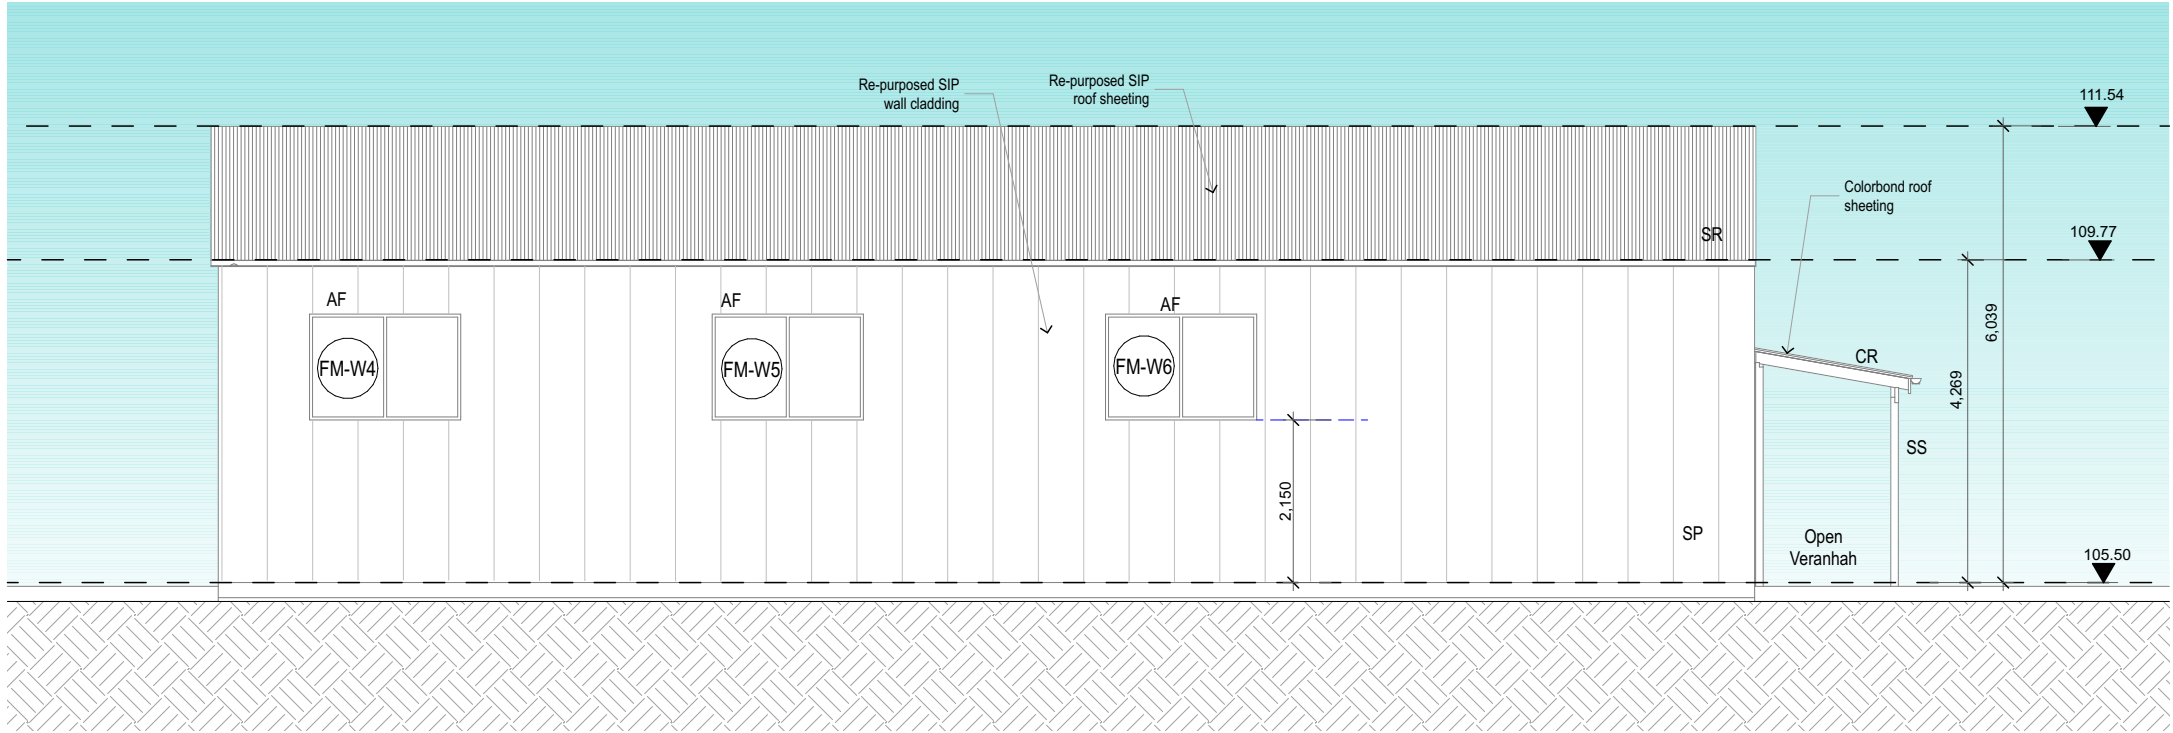 Re-purposed SIP
wall cladding
Re-purposed SIP
roof sheeting
111.54
Colorbond roof
sheeting
SR
109.77
AF
AF
AF
6,039
CR
FM-W4
FM-W5
FM-W6
4,269
SS
2,150
SP
Open
Veranhah
105.50